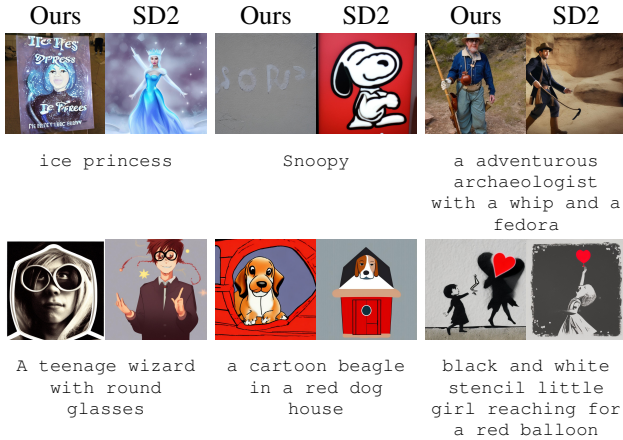 Ours SD2 Ours SD2 Ours SD2
ice princess
Snoopy
a adventurous
archaeologist
with a whip and a
fedora
A teenage wizard
with round
glasses
a cartoon beagle
in a red dog
house
black and white
stencil little
girl reaching for
a red balloon